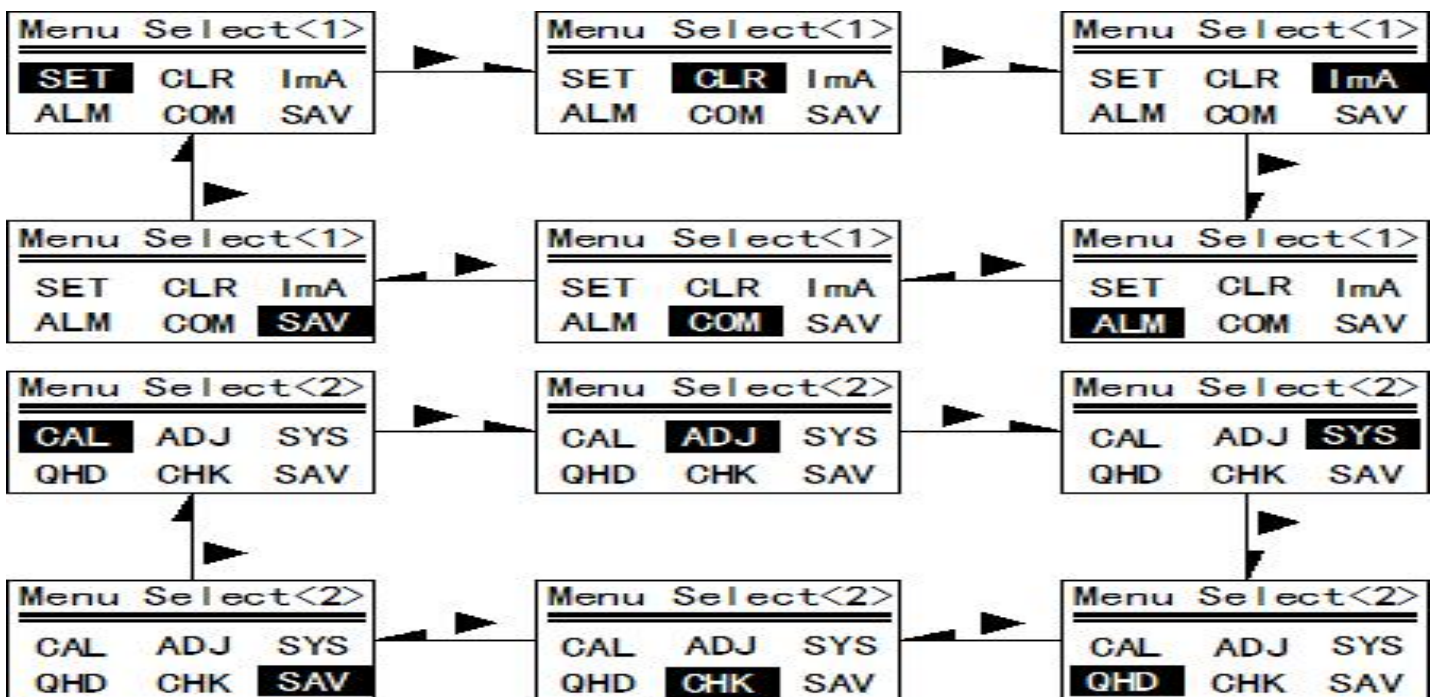 Menu Select<1>
SET CLR ImA
ALM COM SAV
Menu Select<1>
SET CLR ImA
ALM COM SAV
Menu Select<1>
SET CLR ImA
ALM COM SAV
Menu Select<1>
SET CLR ImA
ALM COM SAV
Menu Select<1>
SET CLR ImA
ALM COM SAV
Menu Select<1>
SET CLR ImA
ALM COM SAV
Menu Select<2>
CAL ADJ SYS
QHD CHK SAV
Menu Select<2>
CAL ADJ SYS
QHD CHK SAV
Menu Select<2>
CAL ADJ SYS
QHD CHK SAV
Menu Select<2>
CAL ADJ SYS
QHD CHK SAV
Menu Select<2>
CAL ADJ SYS
QHD CHK SAV
Menu Select<2>
CAL ADJ SYS
QHD CHK SAV